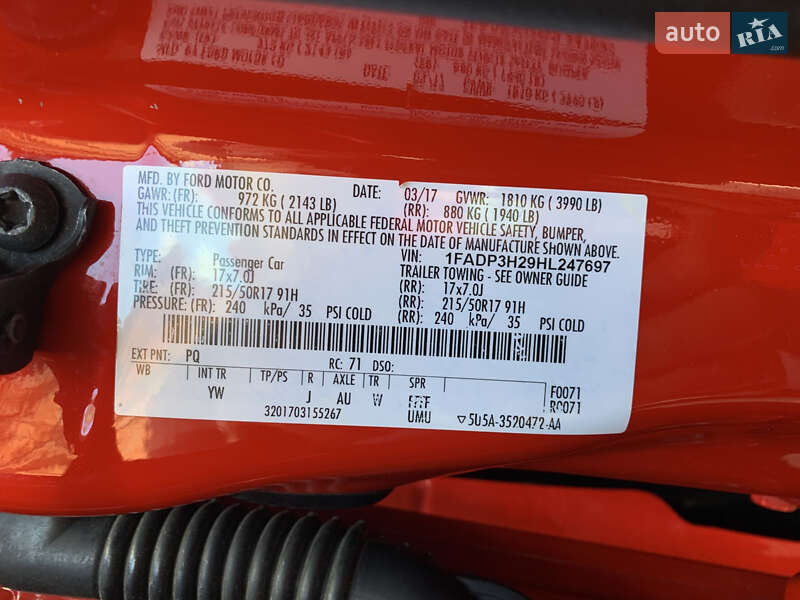 auto RIA .com
MFD. BY FORD MOTOR CO. DATE: 03/17 GVWR: 1810 KG ( 3990 LB)
GAWR: (FR): 972 KG ( 2143 LB) (RR): 880 KG ( 1940 LB)
THIS VEHICLE CONFORMS TO ALL APPLICABLE FEDERAL MOTOR VEHICLE SAFETY, BUMPER,
AND THEFT PREVENTION STANDARDS IN EFFECT ON THE DATE OF MANUFACTURE SHOWN ABOVE.
VIN: 1FADP3H29HL247697
TYPE: Passenger Car TRAILER TOWING - SEE OWNER GUIDE
RIM: (FR): 17x7.0J (RR): 17x7.0J
TIRE: (FR): 215/50R17 91H (RR): 215/50R17 91H
PRESSURE: (FR): 240 kPa/ 35 PSI COLD (RR): 240 kPa/ 35 PSI COLD
EXT PNT: PQ RC: 71 DSO:
WB INT TR TP/PS R AXLE TR SPR F0071
YW J AU W R0071
3201703155267 UMU 5U5A-3520472-AA